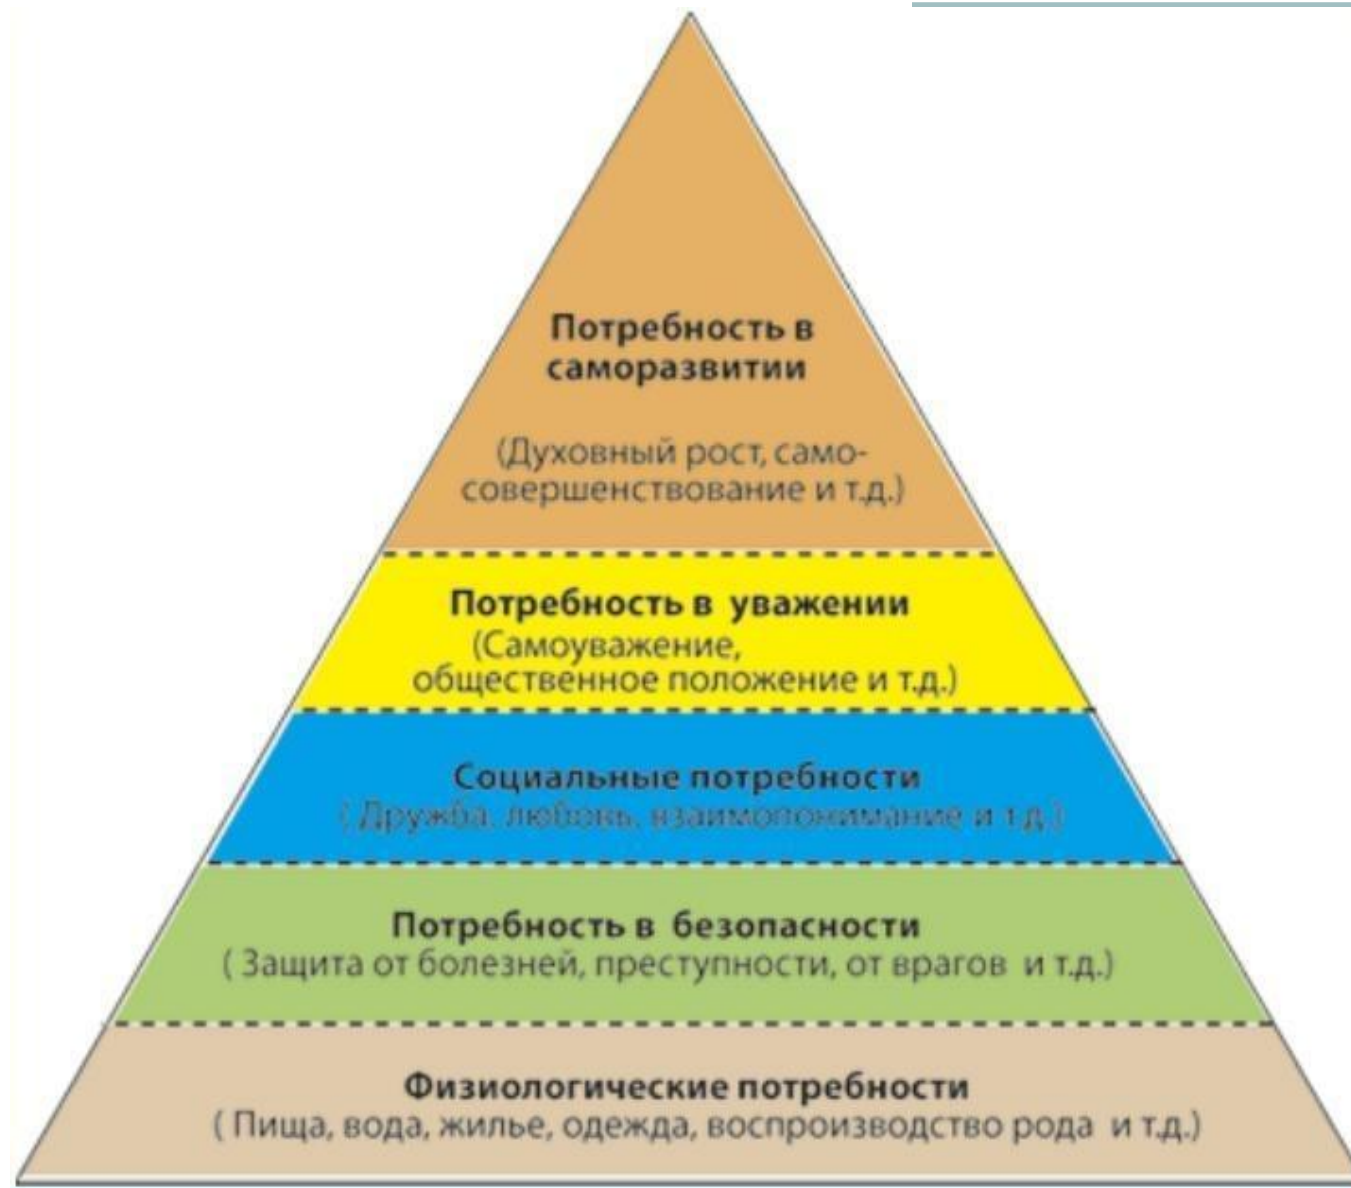 Потребность в
саморазвитии
(Духовный рост, само-
совершенствование и т.д.)
Потребность в уважении
(Самоуважение,
общественное положение и т.д.)
Социальные потребности
( Дружба, любовь, взаимопонимание и т.д.)
Потребность в безопасности
( Защита от болезней, преступности, от врагов и т.д.)
Физиологические потребности
( Пища, вода, жилье, одежда, воспроизводство рода и т.д.)